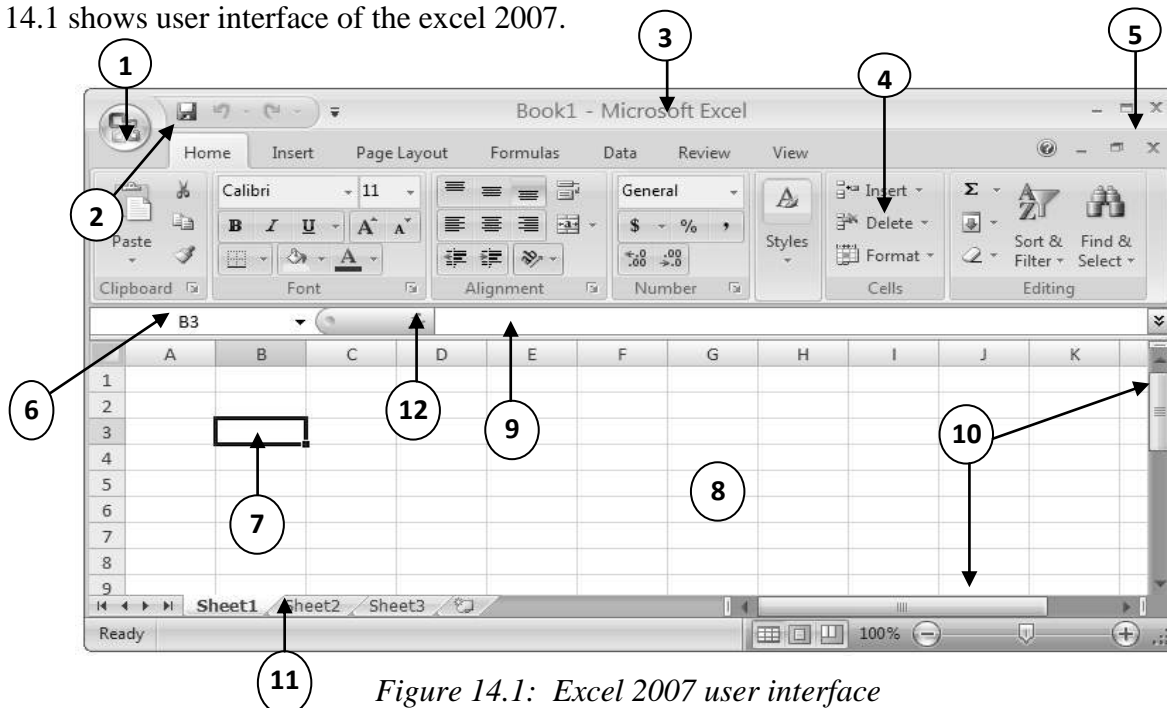 14.1 shows user interface of the excel 2007.
3
5
1
4
Book1 - Microsoft Excel
Home Insert Page Layout Formulas Data Review View
2
Calibri 11 General Insert
B I U A A $ % , Delete
Paste Styles Sort & Find &
A Format Filter Select
Clipboard Font Alignment Number Cells Editing
B3
A B C D E F G H I J K
1
2
3
4
5
6
7
8
9
6
12
9
10
8
7
Sheet1 Sheet2 Sheet3
Ready 100%
11
Figure 14.1: Excel 2007 user interface